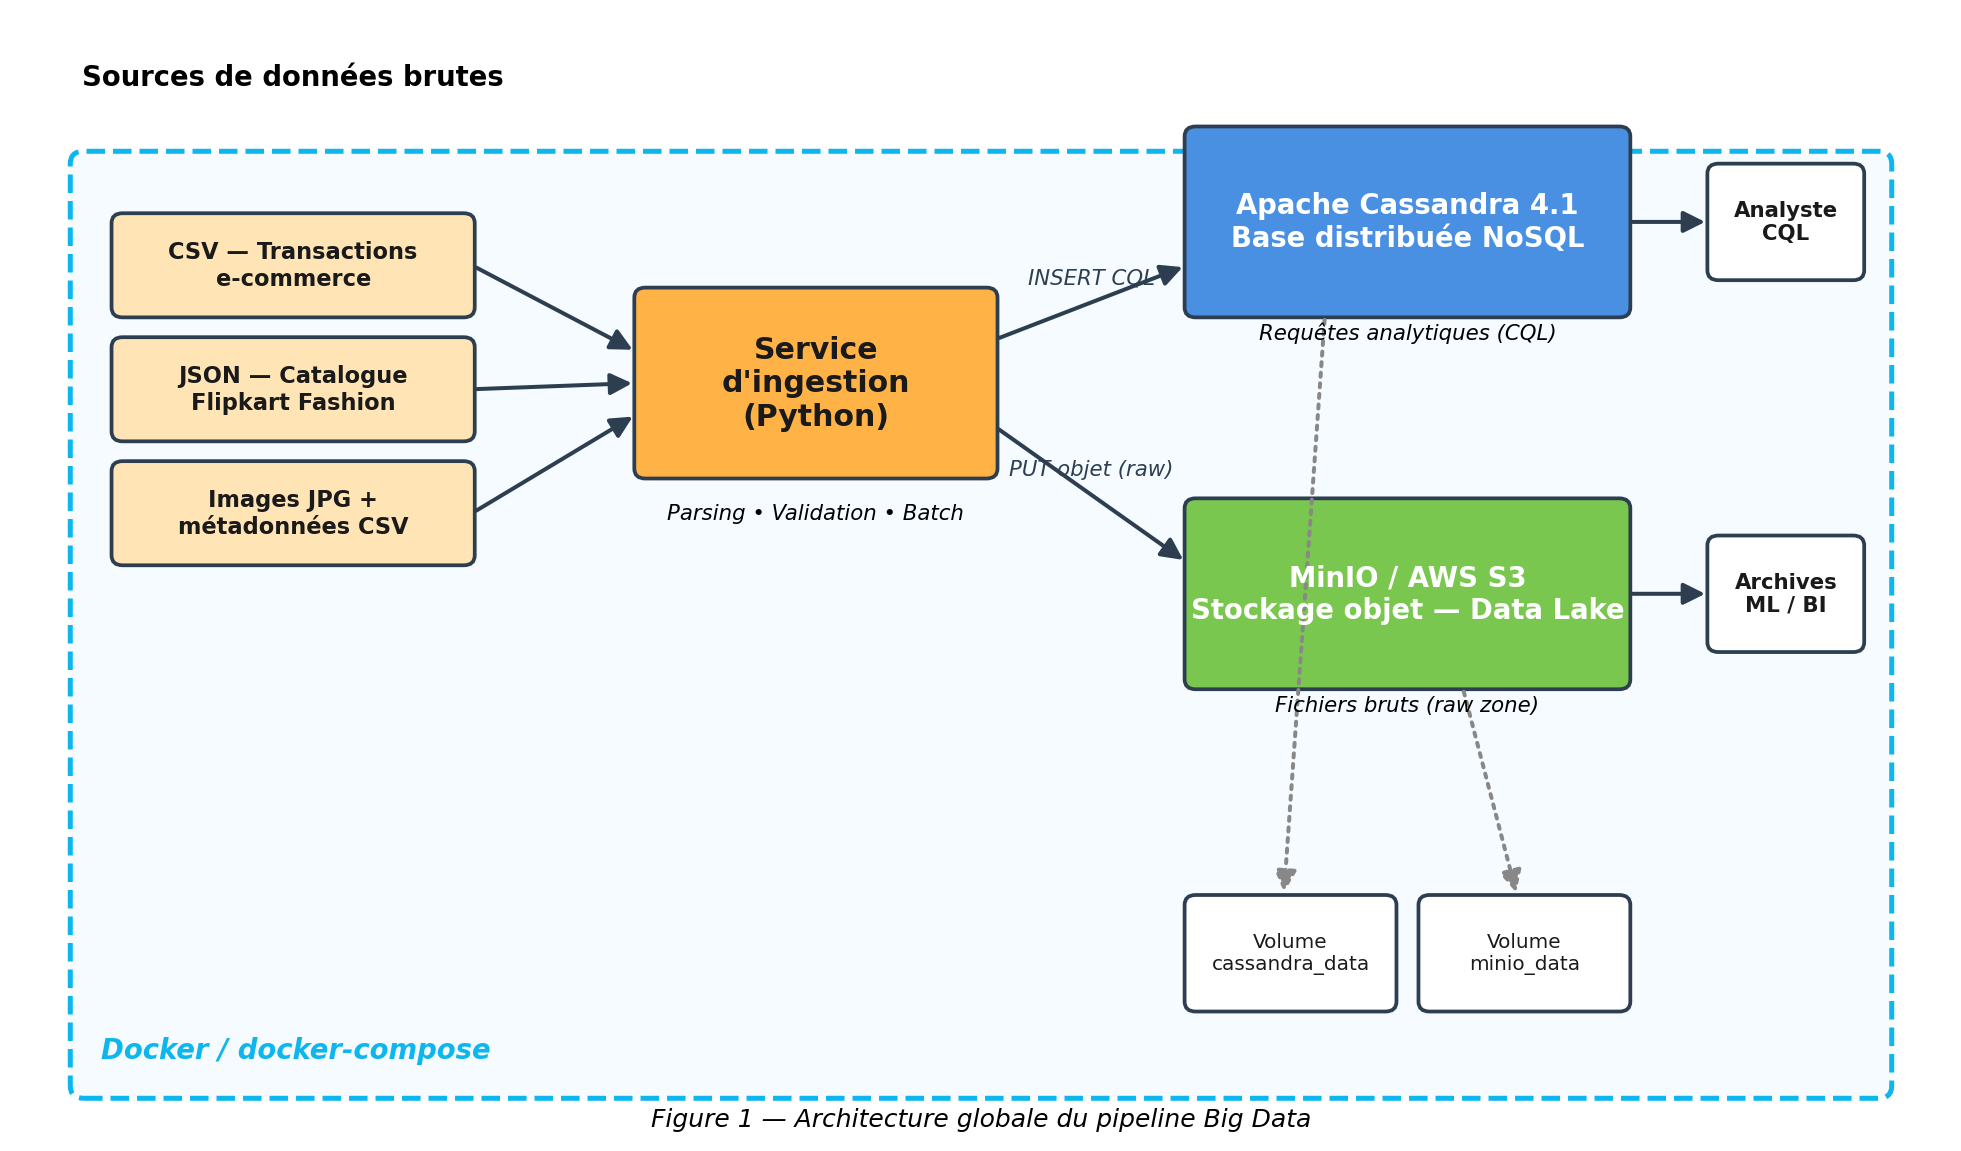 Sources de données brutes
CSV — Transactions
e-commerce
JSON — Catalogue
Flipkart Fashion
Images JPG +
métadonnées CSV
Service
d'ingestion
(Python)
Parsing • Validation • Batch
INSERT CQL
PUT objet (raw)
Apache Cassandra 4.1
Base distribuée NoSQL
Requêtes analytiques (CQL)
Analyste
CQL
MinIO / AWS S3
Stockage objet — Data Lake
Fichiers bruts (raw zone)
Archives
ML / BI
Volume
cassandra_data
Volume
minio_data
Docker / docker-compose
Figure 1 — Architecture globale du pipeline Big Data